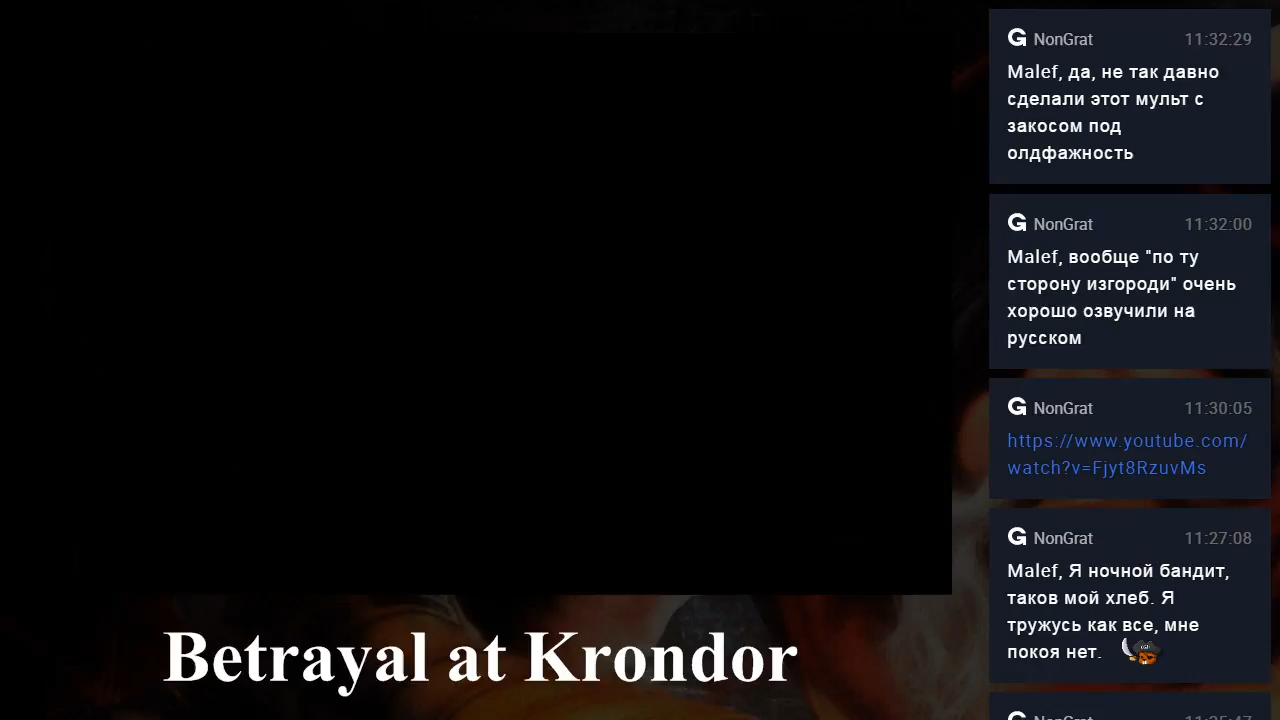 G NonGrat 11:32:29
Malef, да, не так давно
сделали этот мульт с
закосом под
олдфажность
G NonGrat 11:32:00
Malef, вообще "по ту
сторону изгороди" очень
хорошо озвучили на
русском
G NonGrat 11:30:05
https://www.youtube.com/
watch?v=Fjyt8RzuvMs
G NonGrat 11:27:08
Malef, Я ночной бандит,
таков мой хлеб. Я
тружусь как все, мне
покоя нет.
Betrayal at Krondor